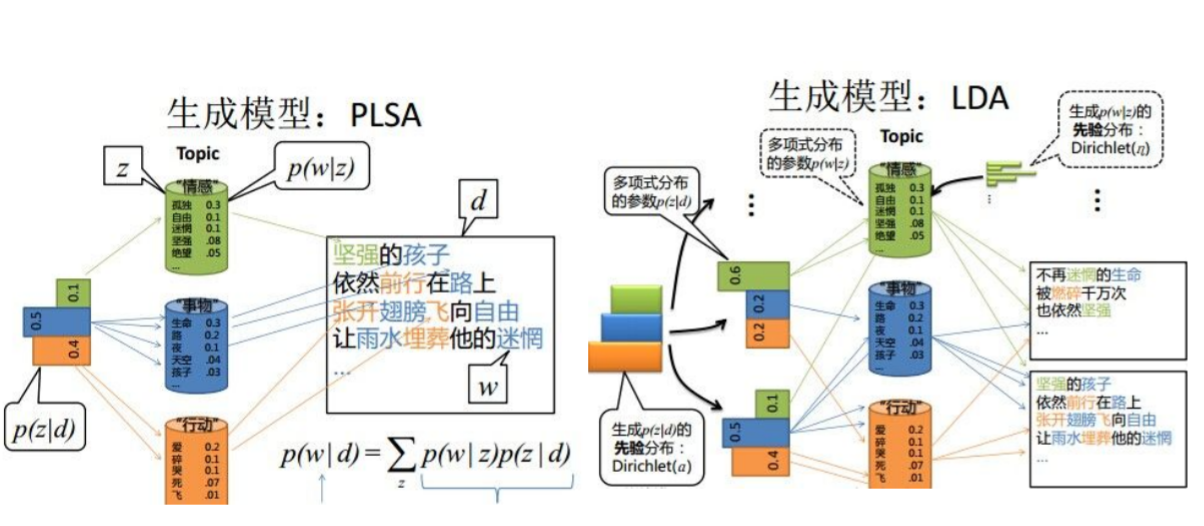 生成模型：PLSA
Topic
z
p(w|z)
"情感"
孤独 0.3
自由 0.1
迷惘 0.1
坚强 .08
绝望 .05
...
d
坚强的孩子
依然前行在路上
张开翅膀飞向自由
让雨水埋葬他的迷惘
...
w
0.1
0.5
0.4
p(z|d)
"事物"
生命 0.3
路 0.2
夜 0.1
天空 .04
孩子 .03
...
"行动"
爱 0.2
碎 0.1
哭 0.1
死 .07
飞 .01
p(w|d) = ∑z p(w|z)p(z|d)
生成模型：LDA
Topic
多项式分布
的参数p(w|z)
生成p(w|z)的
先验分布：
Dirichlet(η)
多项式分布
的参数p(z|d)
"情感"
孤独 0.3
自由 0.1
迷惘 0.1
坚强 .08
绝望 .05
...
0.6
0.2
0.2
"事物"
生命 0.3
路 0.2
夜 0.1
天空 .04
孩子 .03
...
不再迷惘的生命
被燃碎千万次
也依然坚强
...
生成p(z|d)的
先验分布：
Dirichlet(α)
0.1
0.5
0.4
"行动"
爱 0.2
碎 0.1
哭 0.1
死 .07
飞 .01
坚强的孩子
依然前行在路上
张开翅膀飞向自由
让雨水埋葬他的迷惘
...